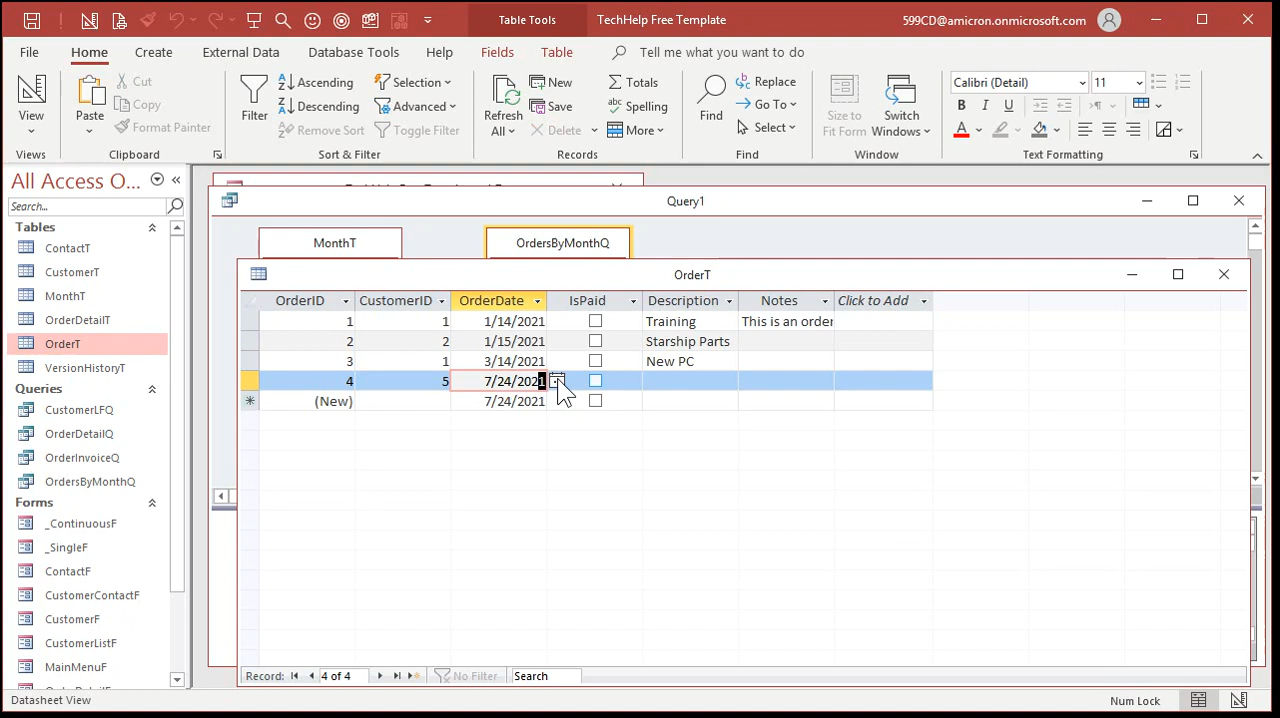 Table Tools
TechHelp Free Template
599CD@amicron.onmicrosoft.com
File Home Create External Data Database Tools Help Fields Table Tell me what you want to do
View
Views
Paste
Cut
Copy
Format Painter
Clipboard
Filter
Ascending
Descending
Remove Sort
Selection
Advanced
Toggle Filter
Sort & Filter
Refresh
All
New
Save
Delete
Totals
Spelling
More
Records
Find
Replace
Go To
Select
Find
Size to
Fit Form
Switch
Windows
Window
Calibri (Detail) 11
B I U
A
Text Formatting
All Access O...
Search...
Tables
ContactT
CustomerT
MonthT
OrderDetailT
OrderT
VersionHistoryT
Queries
CustomerLFQ
OrderDetailQ
OrderInvoiceQ
OrdersByMonthQ
Forms
_ContinuousF
_SingleF
ContactF
CustomerContactF
CustomerF
CustomerListF
MainMenuF
Query1
MonthT
OrdersByMonthQ
OrderT
OrderID CustomerID OrderDate IsPaid Description Notes Click to Add
1 1 1/14/2021 Training This is an order
2 2 1/15/2021 Starship Parts
3 1 3/14/2021 New PC
4 5 7/24/2021
(New) 7/24/2021
Record: 4 of 4 No Filter Search
Datasheet View
Num Lock